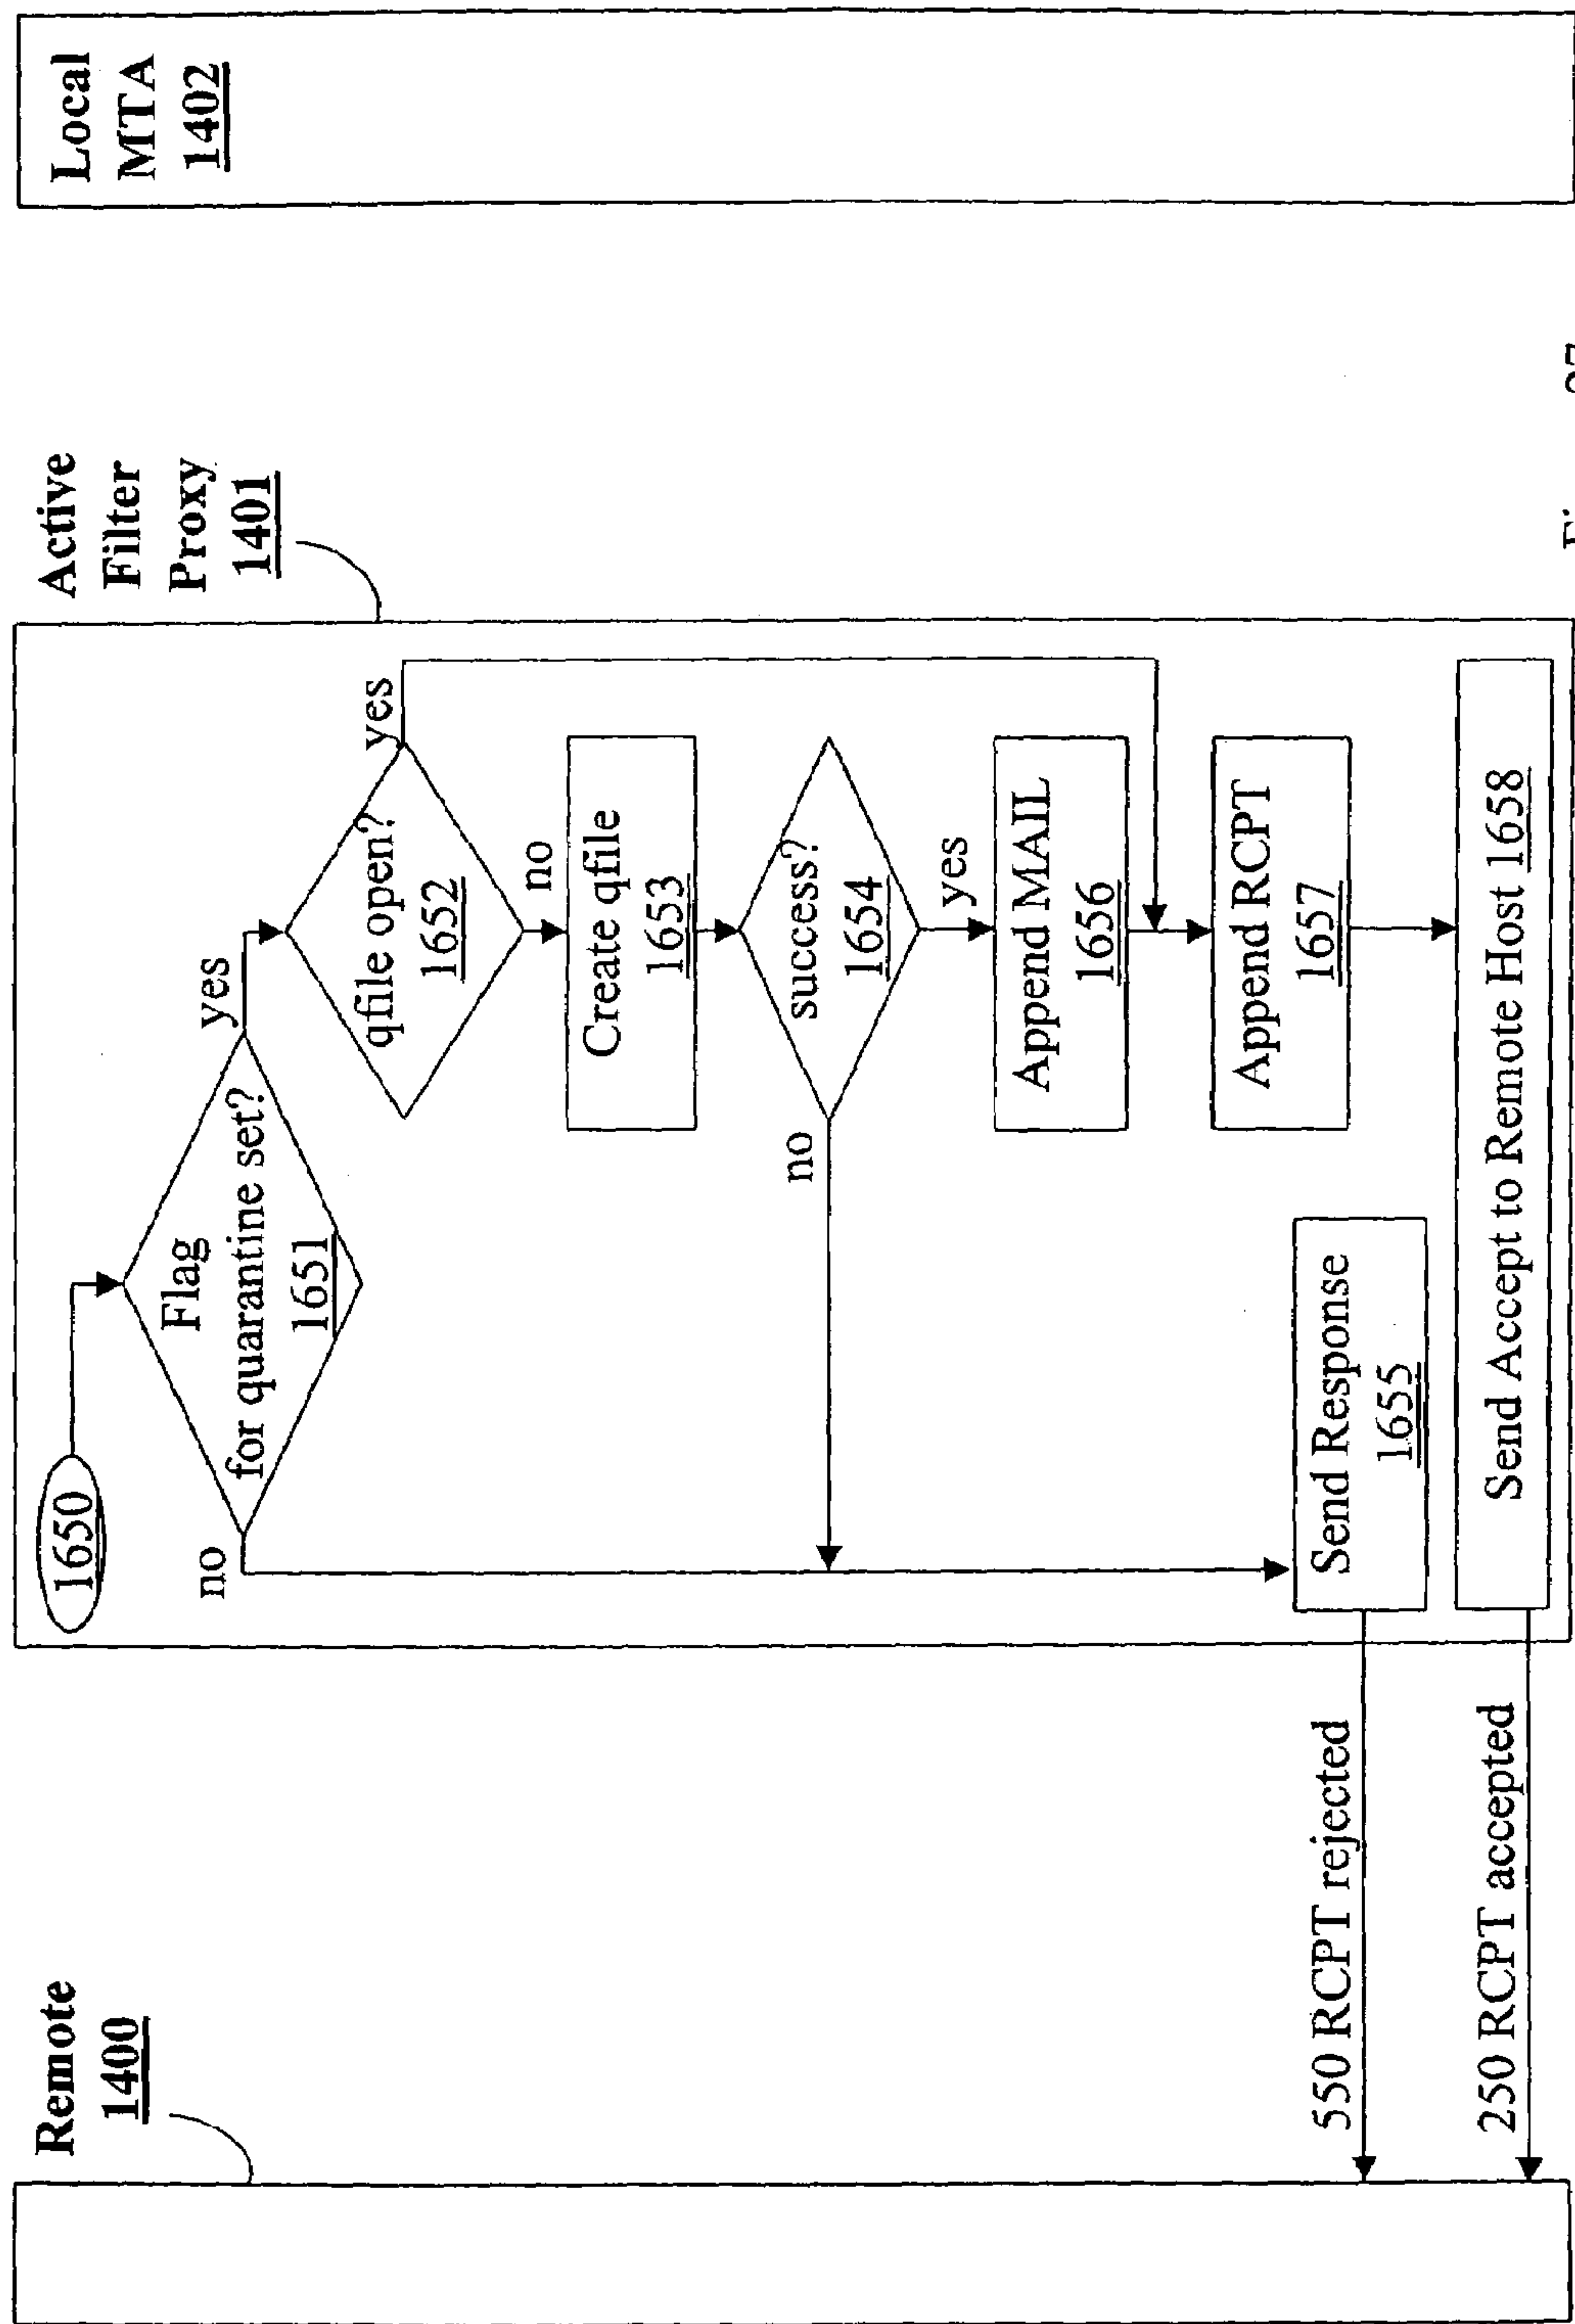 Remote
1400
Active
Filter
Proxy
1401
Local
MTA
1402
1650
Flag
for quarantine set?
1651
yes
no
qfile open?
1652
yes
no
Create qfile
1653
success?
1654
no
yes
Append MAIL
1656
Append RCPT
1657
Send Response
1655
550 RCPT rejected
Send Accept to Remote Host 1658
250 RCPT accepted